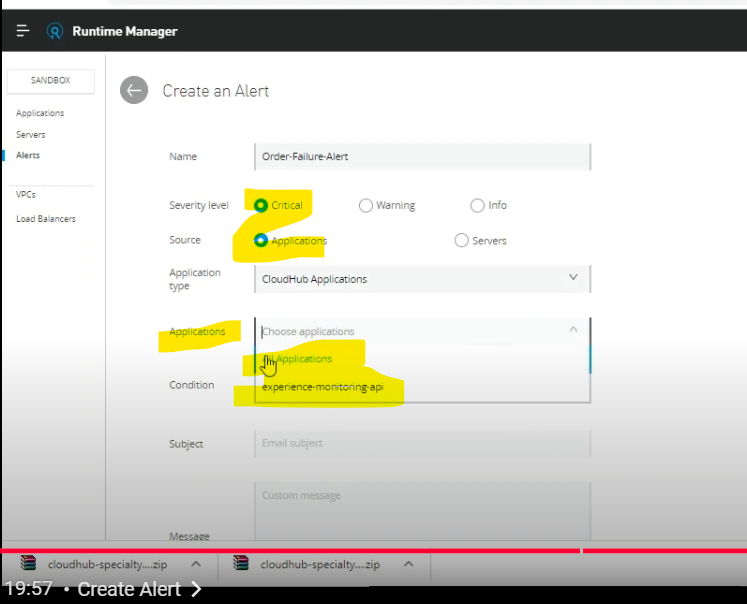 Runtime Manager
SANDBOX
Applications
Servers
Alerts
VPCs
Load Balancers
Create an Alert
Name Order-Failure-Alert
Severity level Critical Warning Info
Source Applications Servers
Application type CloudHub Applications
Applications Choose applications
All Applications
experience-monitoring-api
Condition
Subject Email subject
Custom message
Message
cloudhub-specialty....zip cloudhub-specialty....zip
19:57 • Create Alert